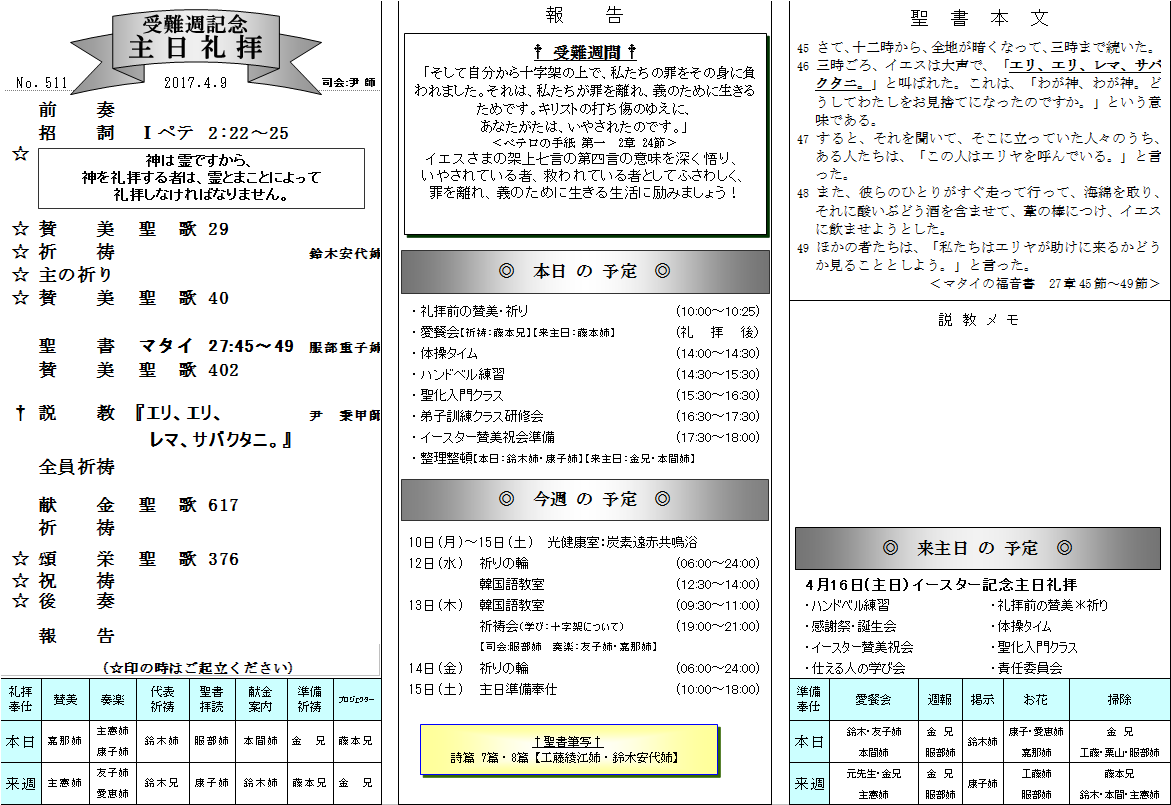 受難週記念
主日礼拝
No. 511 2017.4.9 司会:尹 師
前 奏
招 詞 Ⅰペテ 2:22～25
☆ 神は霊ですから、
神を礼拝する者は、霊とまことによって
礼拝しなければなりません。
☆ 賛 美 聖 歌 29
☆ 祈 祷 鈴木安代姉
☆ 主の祈り
☆ 賛 美 聖 歌 40
聖 書 マタイ 27:45～49 服部重子姉
賛 美 聖 歌 402
† 説 教 『エリ、エリ、 尹 秉甲師
レマ、サバクタニ。』
全員祈祷
献 金 聖 歌 617
祈 祷
☆ 頌 栄 聖 歌 376
☆ 祝 祷
☆ 後 奏
報 告
(☆印の時はご起立ください)
礼拝奉仕 賛美 奏楽 代表祈祷 聖書拝読 献金案内 準備祈祷 プロジェクター
本日 嘉那姉 主憲姉 康子姉 鈴木姉 服部姉 本間姉 金 兄 藤本兄
来週 主憲姉 友子姉 愛恵姉 鈴木兄 康子姉 鈴木姉 藤本兄 金 兄
報 告
† 受難週間 †
「そして自分から十字架の上で、私たちの罪をその身に負
われました。それは、私たちが罪を離れ、義のために生きる
ためです。キリストの打ち傷のゆえに、
あなたがたは、いやされたのです。」
＜ペテロの手紙 第一 2章 24節＞
イエスさまの架上七言の第四言の意味を深く悟り、
いやされている者、救われている者としてふさわしく、
罪を離れ、義のために生きる生活に励みましょう！
◎ 本日 の 予定 ◎
・礼拝前の賛美・祈り (10:00～10:25)
・愛餐会【祈祷:藤本兄】【来主日:藤本姉】 (礼 拝 後)
・体操タイム (14:00～14:30)
・ハンドベル練習 (14:30～15:30)
・聖化入門クラス (15:30～16:30)
・弟子訓練クラス研修会 (16:30～17:30)
・イースター賛美祝会準備 (17:30～18:00)
・整理整頓【本日:鈴木姉・康子姉】【来主日:金兄・本間姉】
◎ 今週 の 予定 ◎
10日(月)～15日(土) 光健康室:炭素遠赤共鳴浴
12日(水) 祈りの輪 (06:00～24:00)
韓国語教室 (12:30～14:00)
13日(木) 韓国語教室 (09:30～11:00)
祈祷会(学び:十字架について) (19:00～21:00)
【司会:服部姉 奏楽:友子姉・嘉那姉】
14日(金) 祈りの輪 (06:00～24:00)
15日(土) 主日準備奉仕 (10:00～18:00)
†聖書筆写†
詩篇 7篇・8篇【工藤綾江姉・鈴木安代姉】
聖 書 本 文
45 さて、十二時から、全地が暗くなって、三時まで続いた。
46 三時ごろ、イエスは大声で、「エリ、エリ、レマ、サバ
クタニ。」と叫ばれた。これは、「わが神、わが神。ど
うしてわたしをお見捨てになったのですか。」という意
味である。
47 すると、それを聞いて、そこに立っていた人々のうち、
ある人たちは、「この人はエリヤを呼んでいる。」と言
った。
48 また、彼らのひとりがすぐ走って行って、海綿を取り、
それに酸いぶどう酒を含ませて、葦の棒につけ、イエス
に飲ませようとした。
49 ほかの者たちは、「私たちはエリヤが助けに来るかどう
か見ることとしよう。」と言った。
＜マタイの福音書 27章45節～49節＞
説 教 メ モ
◎ 来主日 の 予定 ◎
4月16日(主日)イースター記念主日礼拝
・ハンドベル練習 ・礼拝前の賛美＊祈り
・感謝祭・誕生会 ・体操タイム
・イースター賛美祝会 ・聖化入門クラス
・仕える人の学び会 ・責任委員会
準備奉仕 愛餐会 週報 掲示 お花 掃除
本日 鈴木・友子姉 本間姉 金 兄 服部姉 鈴木姉 康子・愛恵姉 嘉那姉 金 兄 工藤・栗山・服部姉
来週 元先生・金兄 主憲姉 金 兄 服部姉 康子姉 工藤姉 服部姉 藤本兄 鈴木・本間・主憲姉